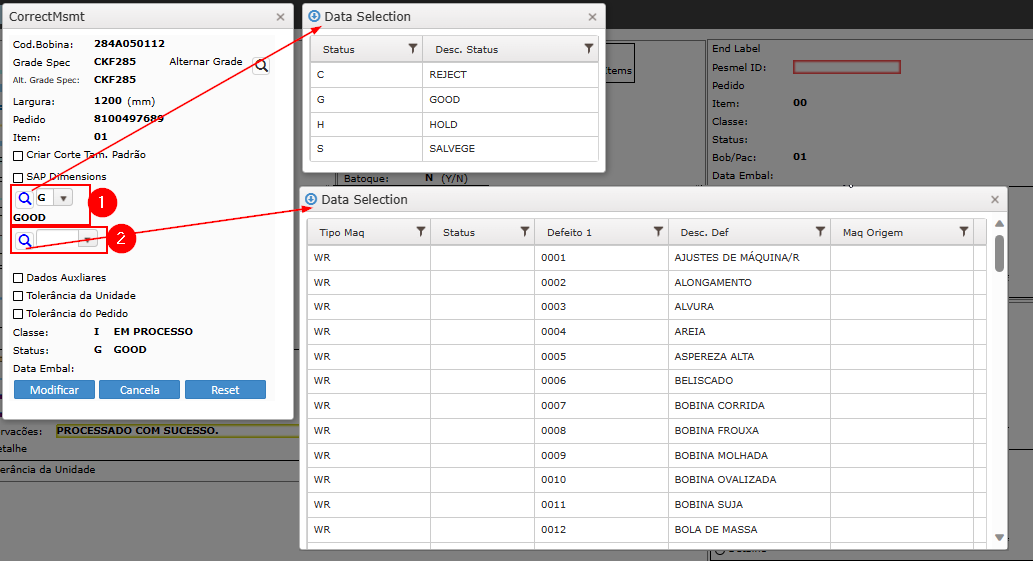 CorrectMsmt
Cod.Bobina: 284A050112
Grade Spec CKF285 Alternar Grade
Alt. Grade Spec: CKF285
Largura: 1200 (mm)
Pedido 8100497689
Item: 01
Criar Corte Tam. Padrão
SAP Dimensions
G
1
GOOD
2
Dados Auxliares
Tolerância da Unidade
Tolerância do Pedido
Classe: I EM PROCESSO
Status: G GOOD
Data Embal:
Modificar Cancela Reset
Data Selection
Status Desc. Status
C REJECT
G GOOD
H HOLD
S SALVEGE
Items
Batoque: N (Y/N)
End Label
Pesmel ID:
Pedido
Item: 00
Classe:
Status:
Bob/Pac: 01
Data Embal:
Data Selection
Tipo Maq Status Defeito 1 Desc. Def Maq Origem
WR 0001 AJUSTES DE MÁQUINA/R
WR 0002 ALONGAMENTO
WR 0003 ALVURA
WR 0004 AREIA
WR 0005 ASPEREZA ALTA
WR 0006 BELISCADO
WR 0007 BOBINA CORRIDA
WR 0008 BOBINA FROUXA
WR 0009 BOBINA MOLHADA
WR 0010 BOBINA OVALIZADA
WR 0011 BOBINA SUJA
WR 0012 BOLA DE MASSA
rvacões: PROCESSADO COM SUCESSO.
etalhe
erância da Unidade